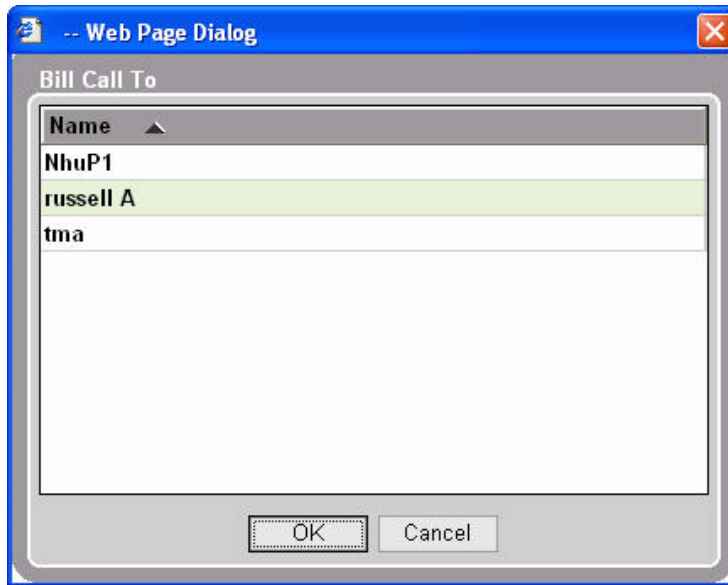 -- Web Page Dialog
Bill Call To
Name
NhuP1
russell A
tma
OK Cancel